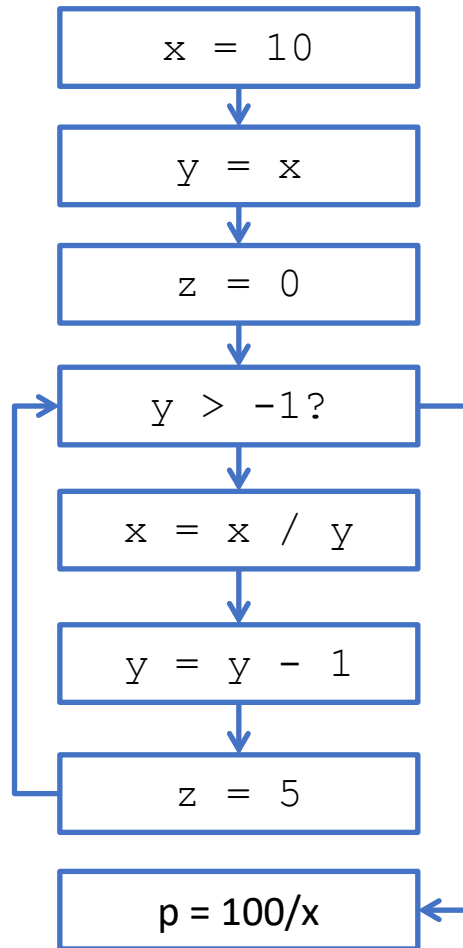 x = 10
y = x
z = 0
y > -1?
x = x / y
y = y - 1
z = 5
p = 100/x